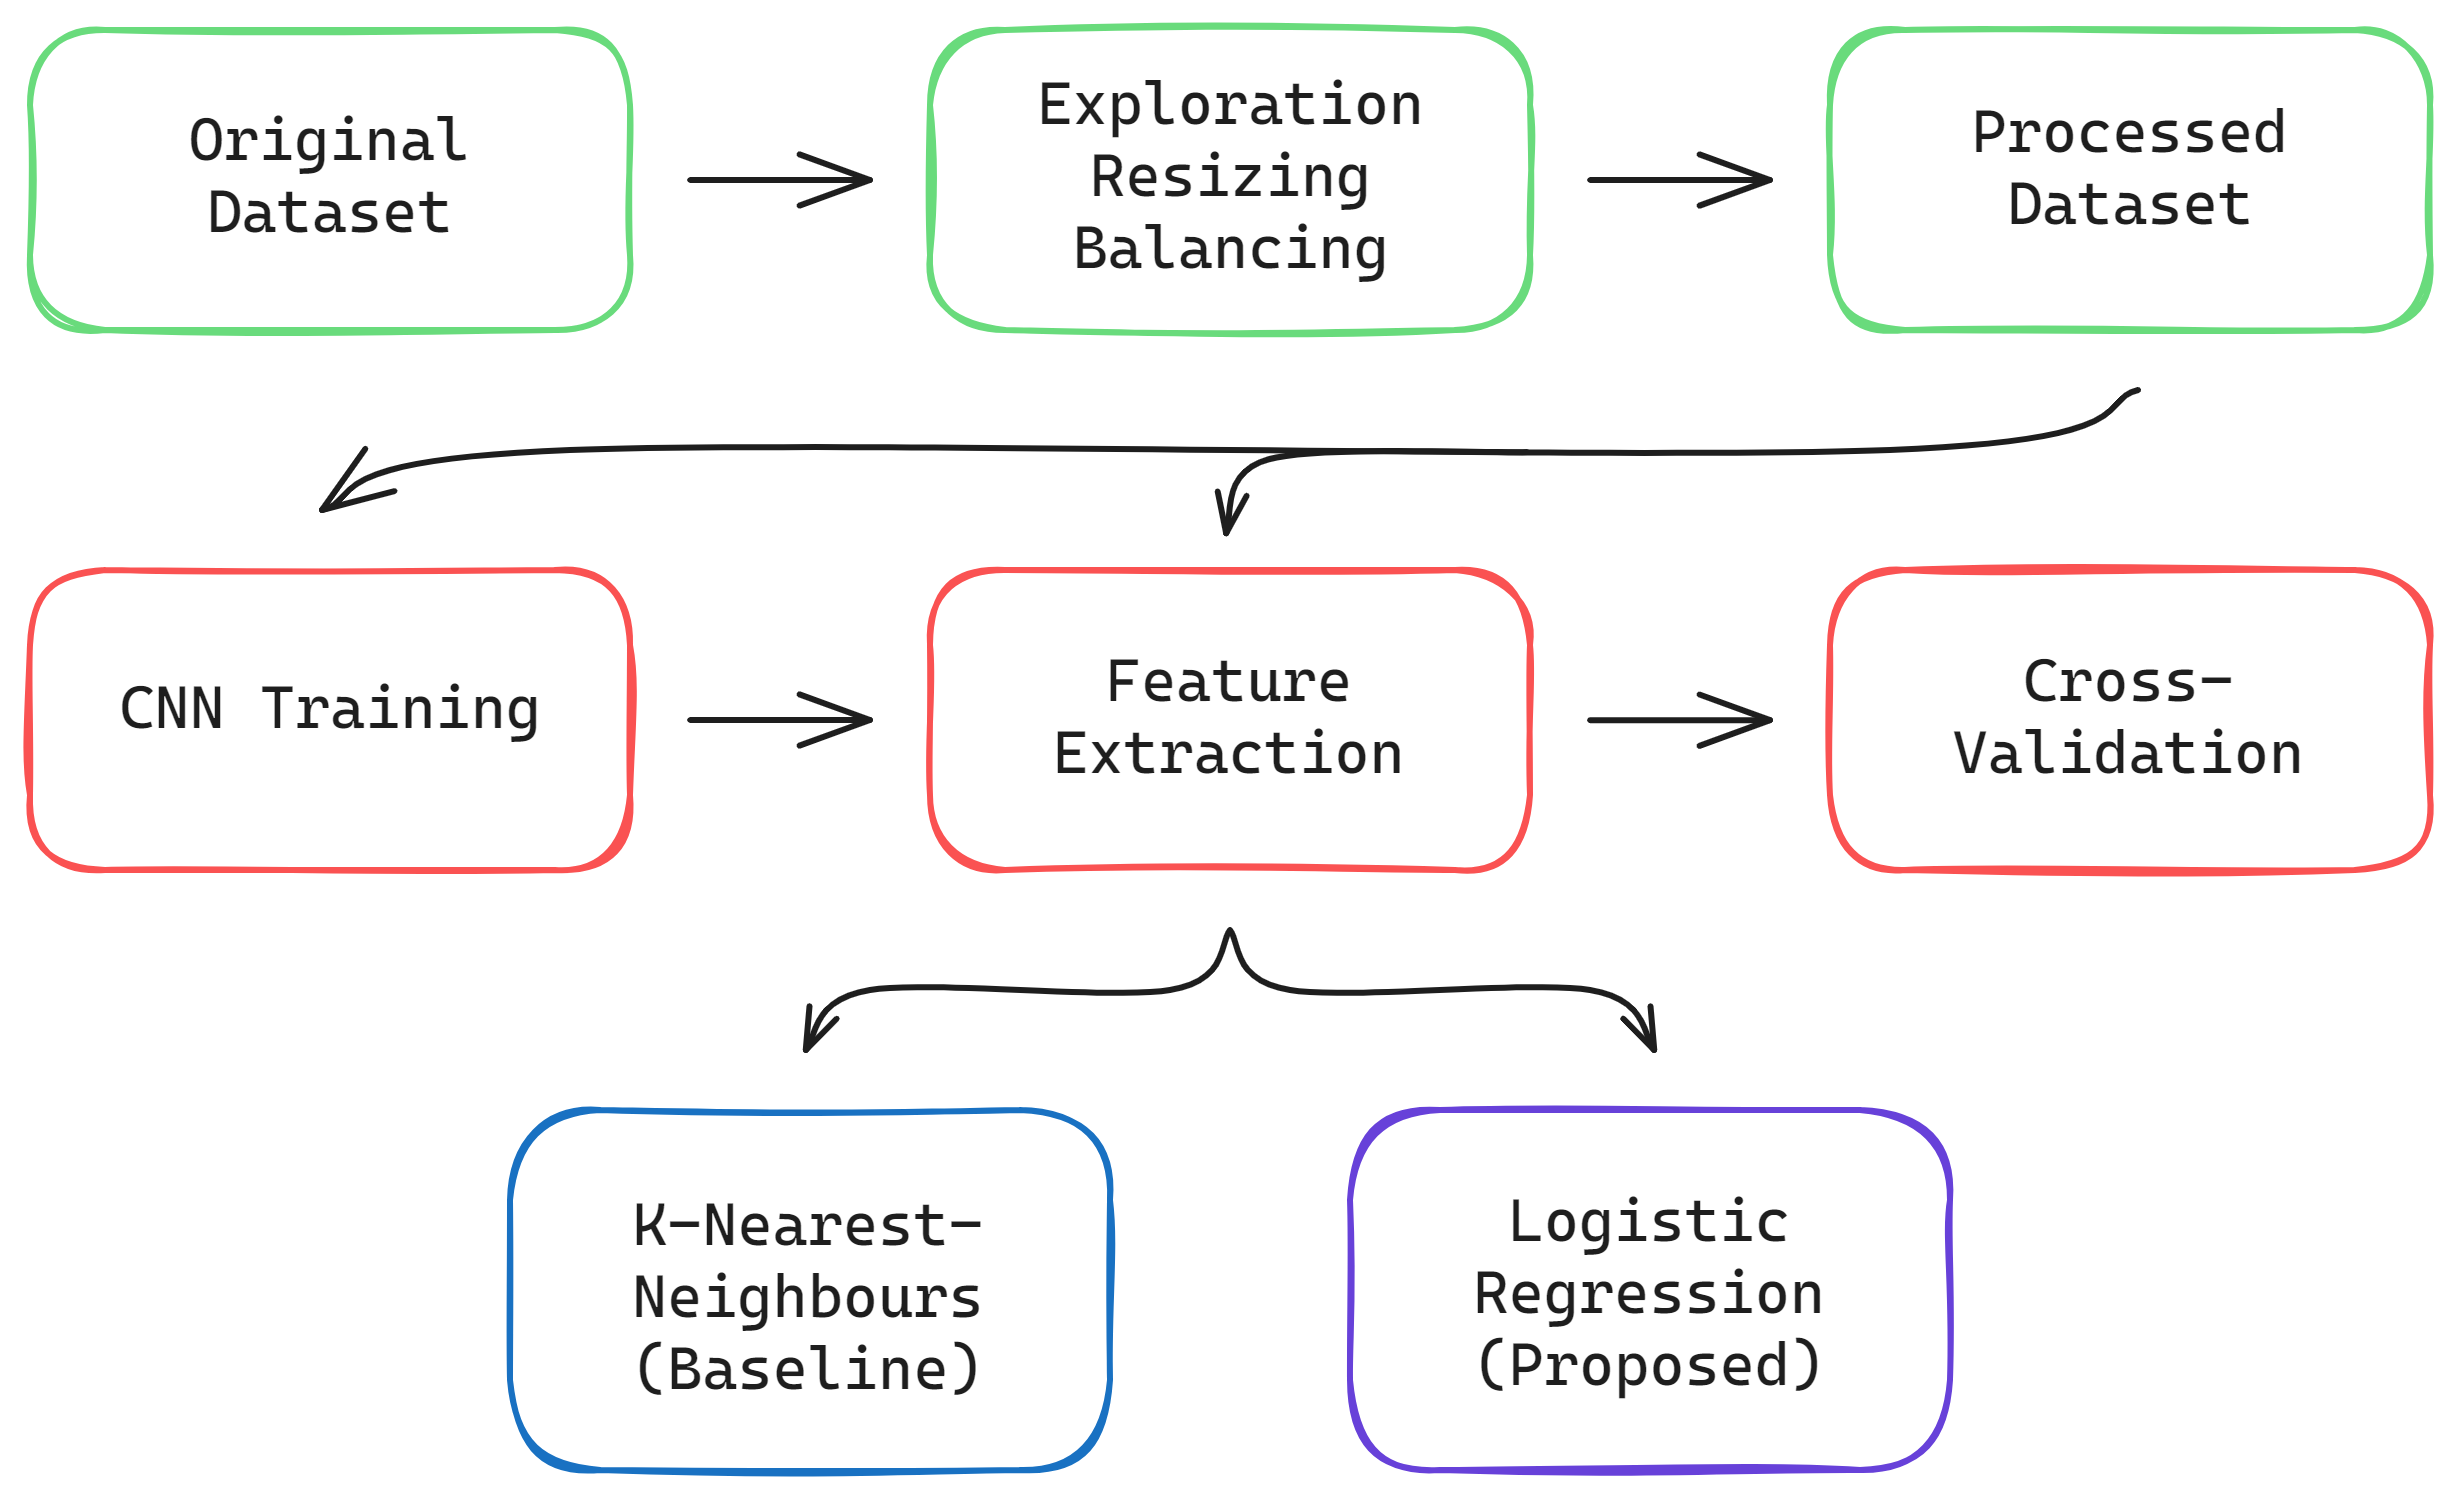 Original
Dataset
Exploration
Resizing
Balancing
Processed
Dataset
CNN Training
Feature
Extraction
Cross-
Validation
K-Nearest-
Neighbours
(Baseline)
Logistic
Regression
(Proposed)